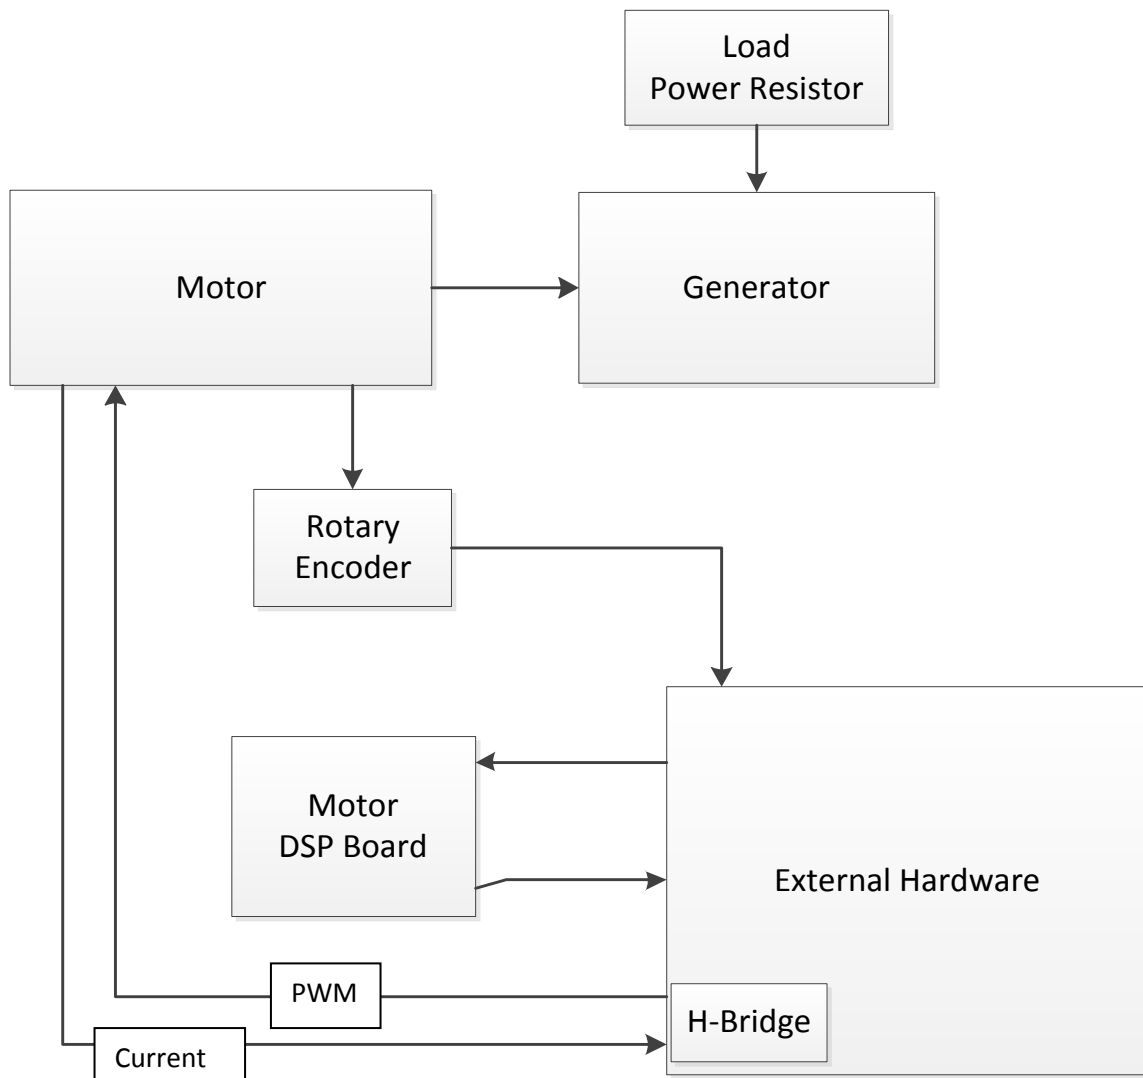 Load
Power Resistor
Motor
Generator
Rotary
Encoder
Motor
DSP Board
External Hardware
PWM
H-Bridge
Current